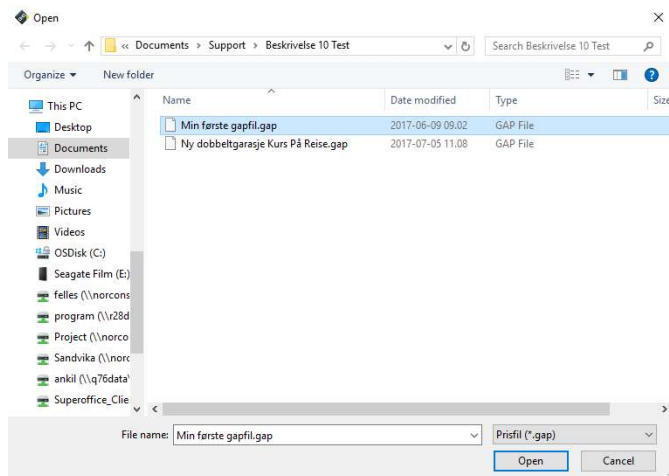 Open
« Documents > Support > Beskrivelse 10 Test
Search Beskrivelse 10 Test
Organize
New folder
Name Date modified Type Size
Min første gapfil.gap 2017-06-09 09.02 GAP File
Ny dobbeltgarasje Kurs På Reise.gap 2017-07-05 11.08 GAP File
This PC
Desktop
Documents
Downloads
Music
Pictures
Videos
OSDisk (C:)
Seagate Film (E:)
felles (\\norcons
program (\\r28d
Project (\\norco
Sandvika (\\norc
ankil (\\q76data\
Superoffice_Clie
File name: Min første gapfil.gap
Prisfil (*.gap)
Open Cancel